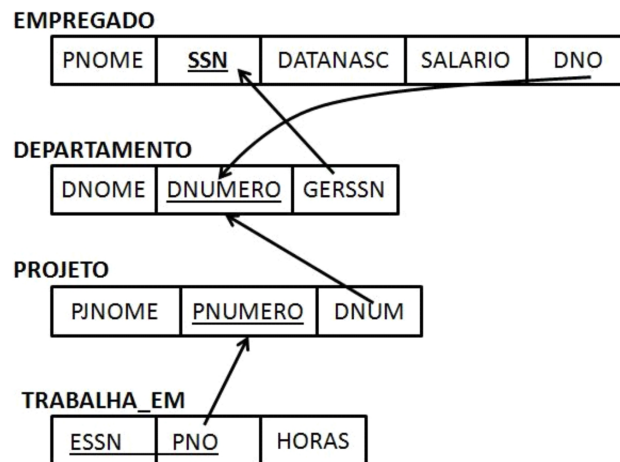 EMPREGADO
PNOME SSN DATANASC SALARIO DNO
DEPARTAMENTO
DNOME DNUMERO GERSSN
PROJETO
PJNOME PNUMERO DNUM
TRABALHA_EM
ESSN PNO HORAS